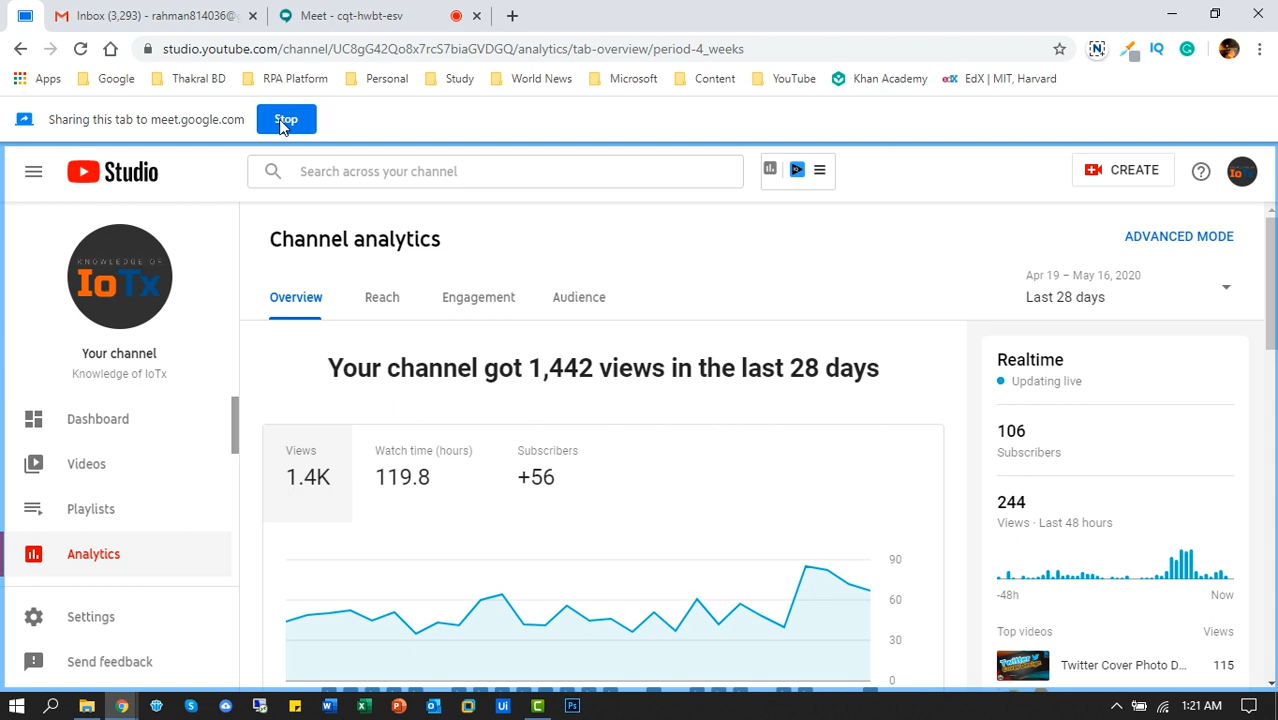 Inbox (3,293) - rahman814036@g
Meet - cqt-hwbt-esv
studio.youtube.com/channel/UC8gG42Qo8x7rcS7biaGVDGQ/analytics/tab-overview/period-4_weeks
Apps
Google
Thakral BD
RPA Platform
Personal
Study
World News
Microsoft
Content
YouTube
Khan Academy
edX EdX | MIT, Harvard
Sharing this tab to meet.google.com
Stop
Studio
Search across your channel
CREATE
Channel analytics
ADVANCED MODE
Apr 19 – May 16, 2020
Last 28 days
Overview
Reach
Engagement
Audience
KNOWLEDGE OF
IoTx
Your channel
Knowledge of IoTx
Dashboard
Videos
Playlists
Analytics
Settings
Send feedback
Your channel got 1,442 views in the last 28 days
Views
1.4K
Watch time (hours)
119.8
Subscribers
+56
90
60
30
0
Realtime
Updating live
106
Subscribers
244
Views · Last 48 hours
-48h
Now
Top videos
Views
Twitter Cover Photo D...
115
1:21 AM